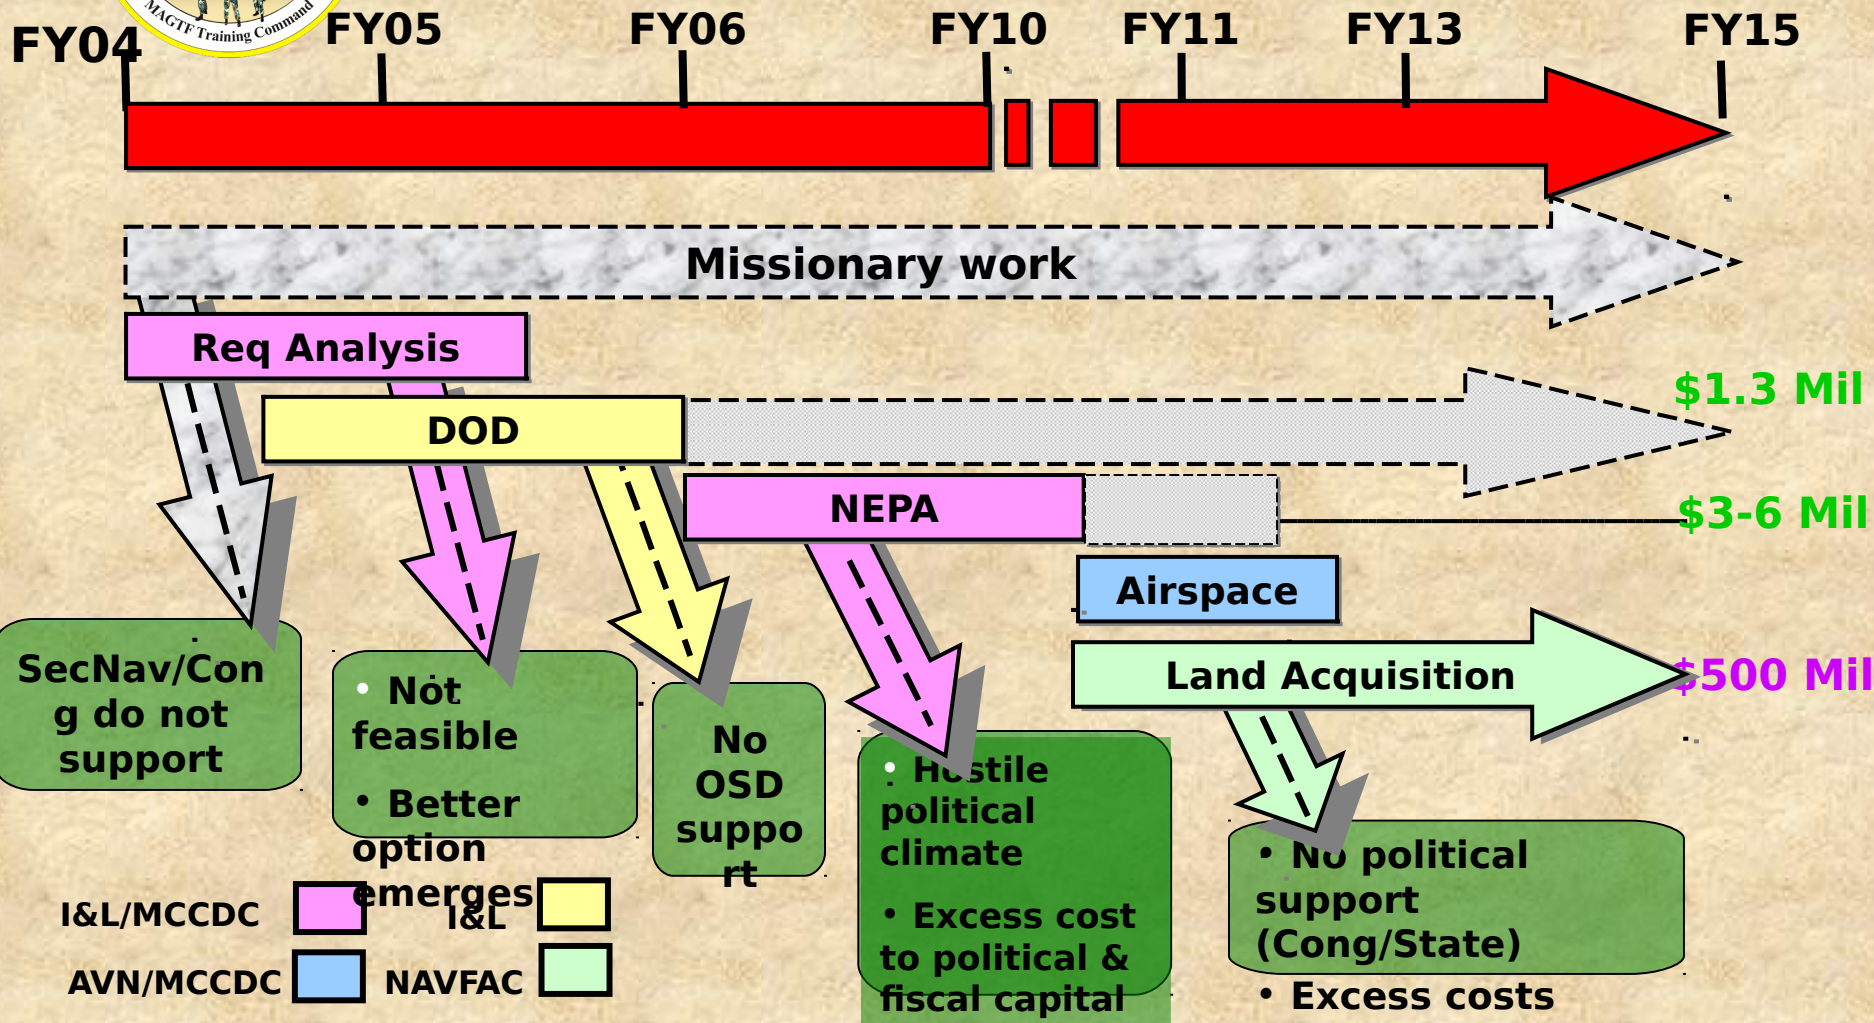 MAGTF Training Command
FY04
FY05
FY06
FY10
FY11
FY13
FY15
Missionary work
Req Analysis
$1.3 Mil
DOD
NEPA
$3-6 Mil
Airspace
Land Acquisition
$500 Mil
SecNav/Con
g do not
support
• Not
feasible
• Better
option
emerges
No
OSD
suppo
rt
• Hostile
political
climate
• Excess cost
to political &
fiscal capital
• No political
support
(Cong/State)
• Excess costs
I&L/MCCDC
I&L
AVN/MCCDC
NAVFAC